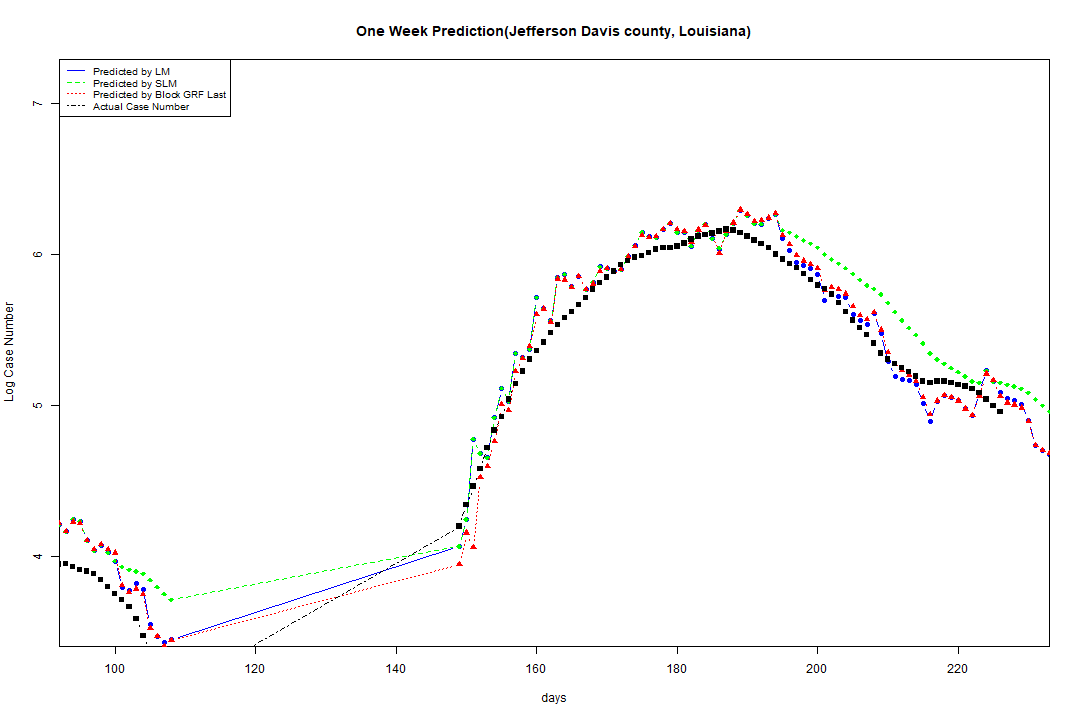 One Week Prediction(Jefferson Davis county, Louisiana)
Predicted by LM
Predicted by SLM
Predicted by Block GRF Last
Actual Case Number
7
6
5
4
Log Case Number
100 120 140 160 180 200 220
days